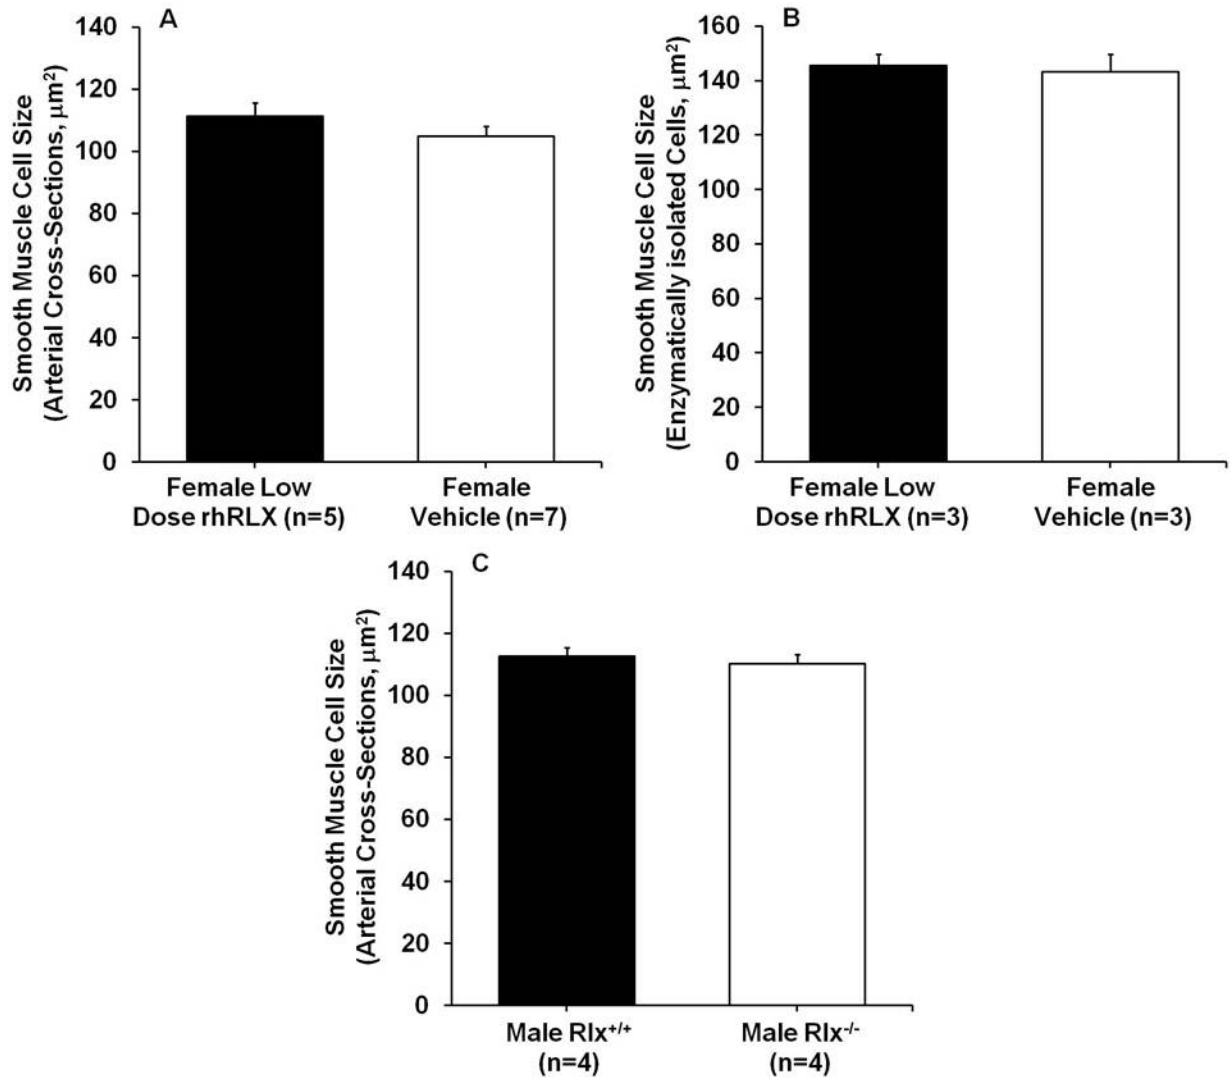 A
Smooth Muscle Cell Size
(Arterial Cross-Sections, μm²)
140
120
100
80
60
40
20
0
Female Low
Dose rhRLX (n=5)
Female
Vehicle (n=7)
B
Smooth Muscle Cell Size
(Enzymatically isolated Cells, μm²)
160
140
120
100
80
60
40
20
0
Female Low
Dose rhRLX (n=3)
Female
Vehicle (n=3)
C
Smooth Muscle Cell Size
(Arterial Cross-Sections, μm²)
140
120
100
80
60
40
20
0
Male Rlx⁺/⁺
(n=4)
Male Rlx⁻/⁻
(n=4)